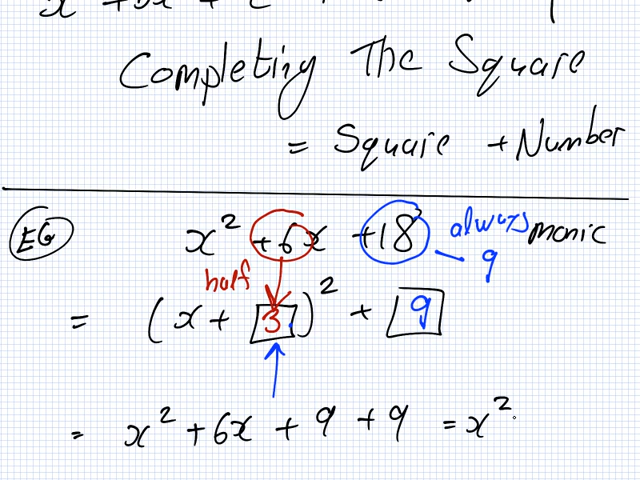 Completing The Square
= Square + Number
EG x² + 6x + 18 always monic
half - 9
= (x + 3)² + 9
= x² + 6x + 9 + 9 = x²